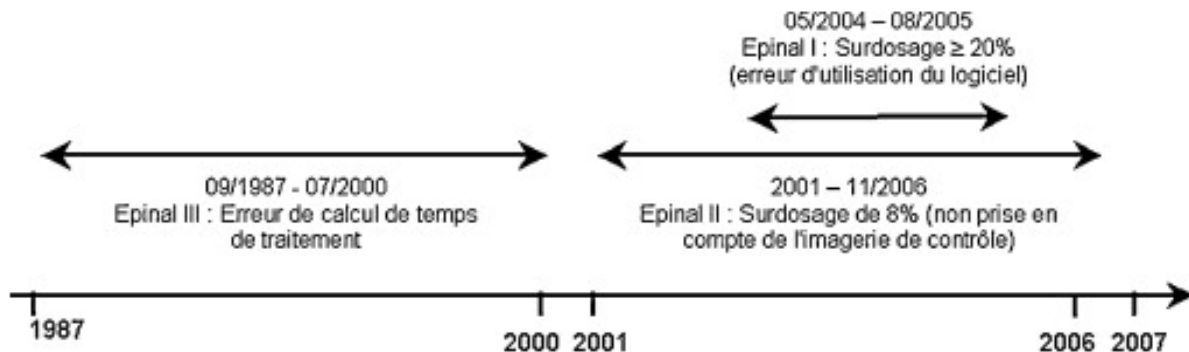 05/2004 – 08/2005
Epinal I : Surdosage ≥ 20%
(erreur d'utilisation du logiciel)
09/1987 - 07/2000
Epinal III : Erreur de calcul de temps
de traitement
2001 – 11/2006
Epinal II : Surdosage de 8% (non prise en
compte de l'imagerie de contrôle)
1987
2000 2001
2006 2007